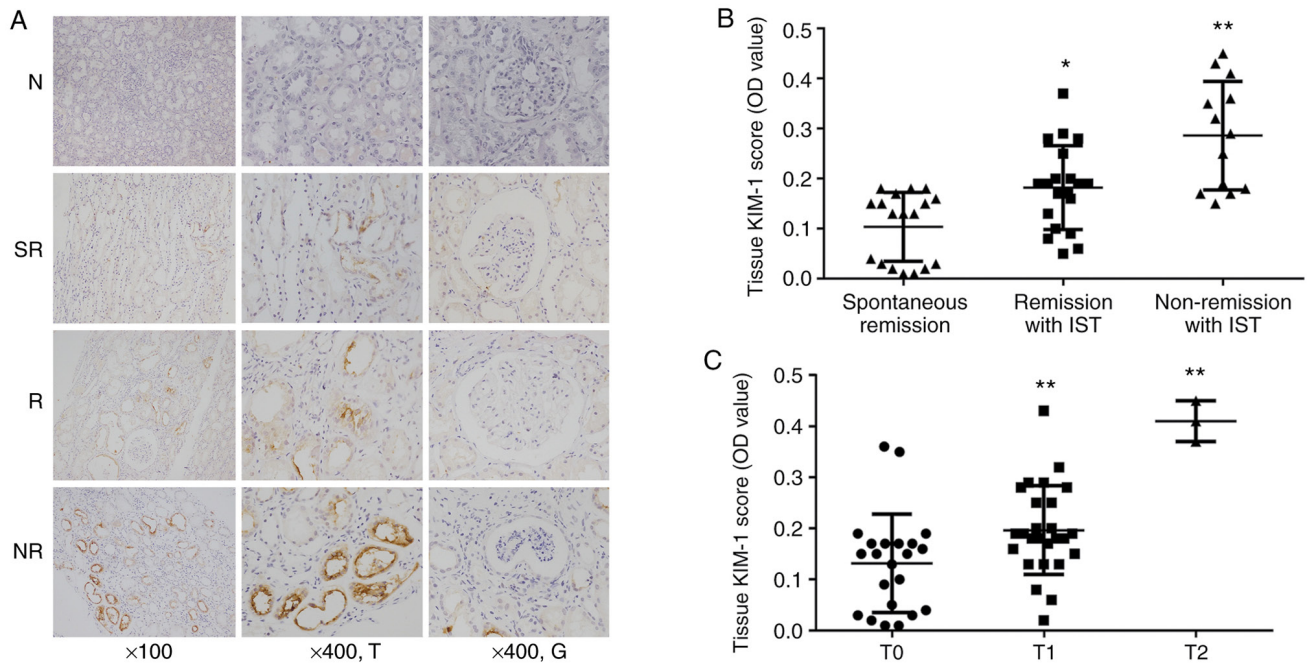 A
N
SR
R
NR
×100
×400, T
×400, G
B
Tissue KIM-1 score (OD value)
0.5
0.4
0.3
0.2
0.1
0.0
*
**
Spontaneous
remission
Remission
with IST
Non-remission
with IST
C
Tissue KIM-1 score (OD value)
0.5
0.4
0.3
0.2
0.1
0.0
**
**
T0
T1
T2